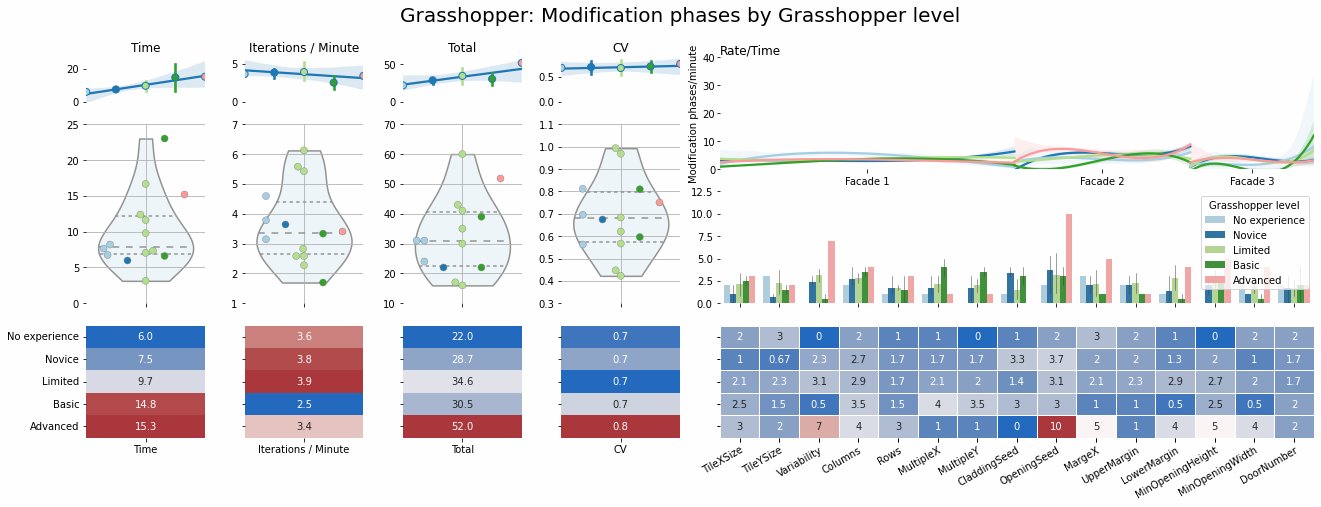 Grasshopper: Modification phases by Grasshopper level
Time
20
0
Iterations / Minute
5
0
Total
50
0
CV
0.5
0.0
Rate/Time
Modification phases/minute
40
30
20
10
0
Facade 1 Facade 2 Facade 3
25
20
15
10
5
0
7
6
5
4
3
2
1
70
60
50
40
30
20
10
1.1
1.0
0.9
0.8
0.7
0.6
0.5
0.4
0.3
12.5
10.0
7.5
5.0
2.5
0.0
Grasshopper level
No experience
Novice
Limited
Basic
Advanced
No experience 6.0 3.6 22.0 0.7 2 3 0 2 1 1 0 1 2 3 2 1 0 2 2
Novice 7.5 3.8 28.7 0.7 1 0.67 2.3 2.7 1.7 1.7 1.7 3.3 3.7 2 2 1.3 2 1 1.7
Limited 9.7 3.9 34.6 0.7 2.1 2.3 3.1 2.9 1.7 2.1 2 1.4 3.1 2.1 2.3 2.9 2.7 2 1.7
Basic 14.8 2.5 30.5 0.7 2.5 1.5 0.5 3.5 1.5 4 3.5 3 3 1 1 0.5 2.5 0.5 2
Advanced 15.3 3.4 52.0 0.8 3 2 7 4 3 1 1 0 10 5 1 4 5 4 2
Time Iterations / Minute Total CV
TileXSize
TileYSize
Variability
Columns
Rows
MultipleX
MultipleY
CladdingSeed
OpeningSeed
MargeX
UpperMargin
LowerMargin
MinOpeningHeight
MinOpeningWidth
DoorNumber